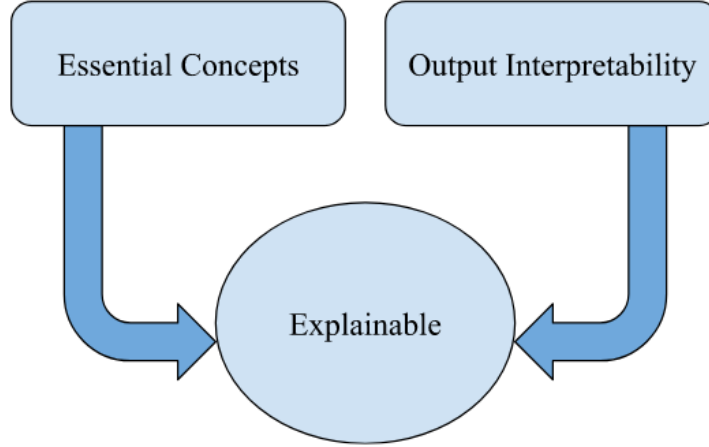 Essential Concepts
Output Interpretability
Explainable